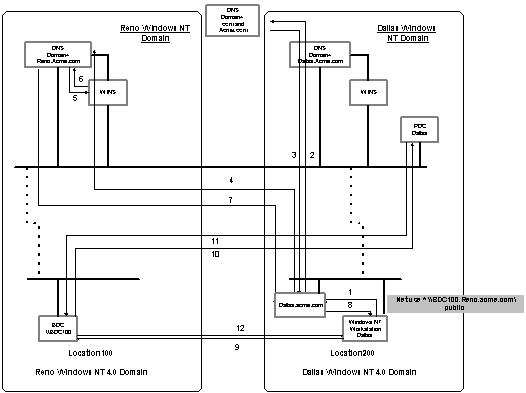 Reno Windows NT
Domain
DNS
Domain=
com and
Acme.com
Dallas Windows
NT Domain
DNS
Domain=
Reno.Acme.com
DNS
Domain=
Dallas.Acme.com
6
5
WINS
WINS
PDC
Dallas
3
2
4
7
11
10
1
8
Net use * \\BDC100.Reno.acme.com\
public
Dallas.acme.com
BDC
\\BDC100
Windows NT
Workstation
Dallas
12
9
Location100
Location200
Reno Windows NT 4.0 Domain
Dallas Windows NT 4.0 Domain